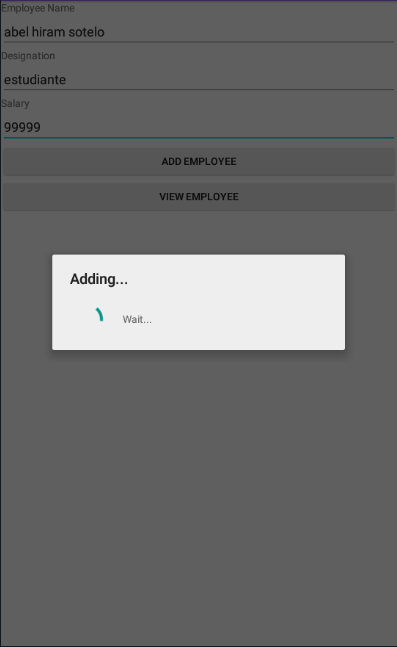 Employee Name
abel hiram sotelo
Designation
estudiante
Salary
99999
ADD EMPLOYEE
VIEW EMPLOYEE
Adding...
Wait...